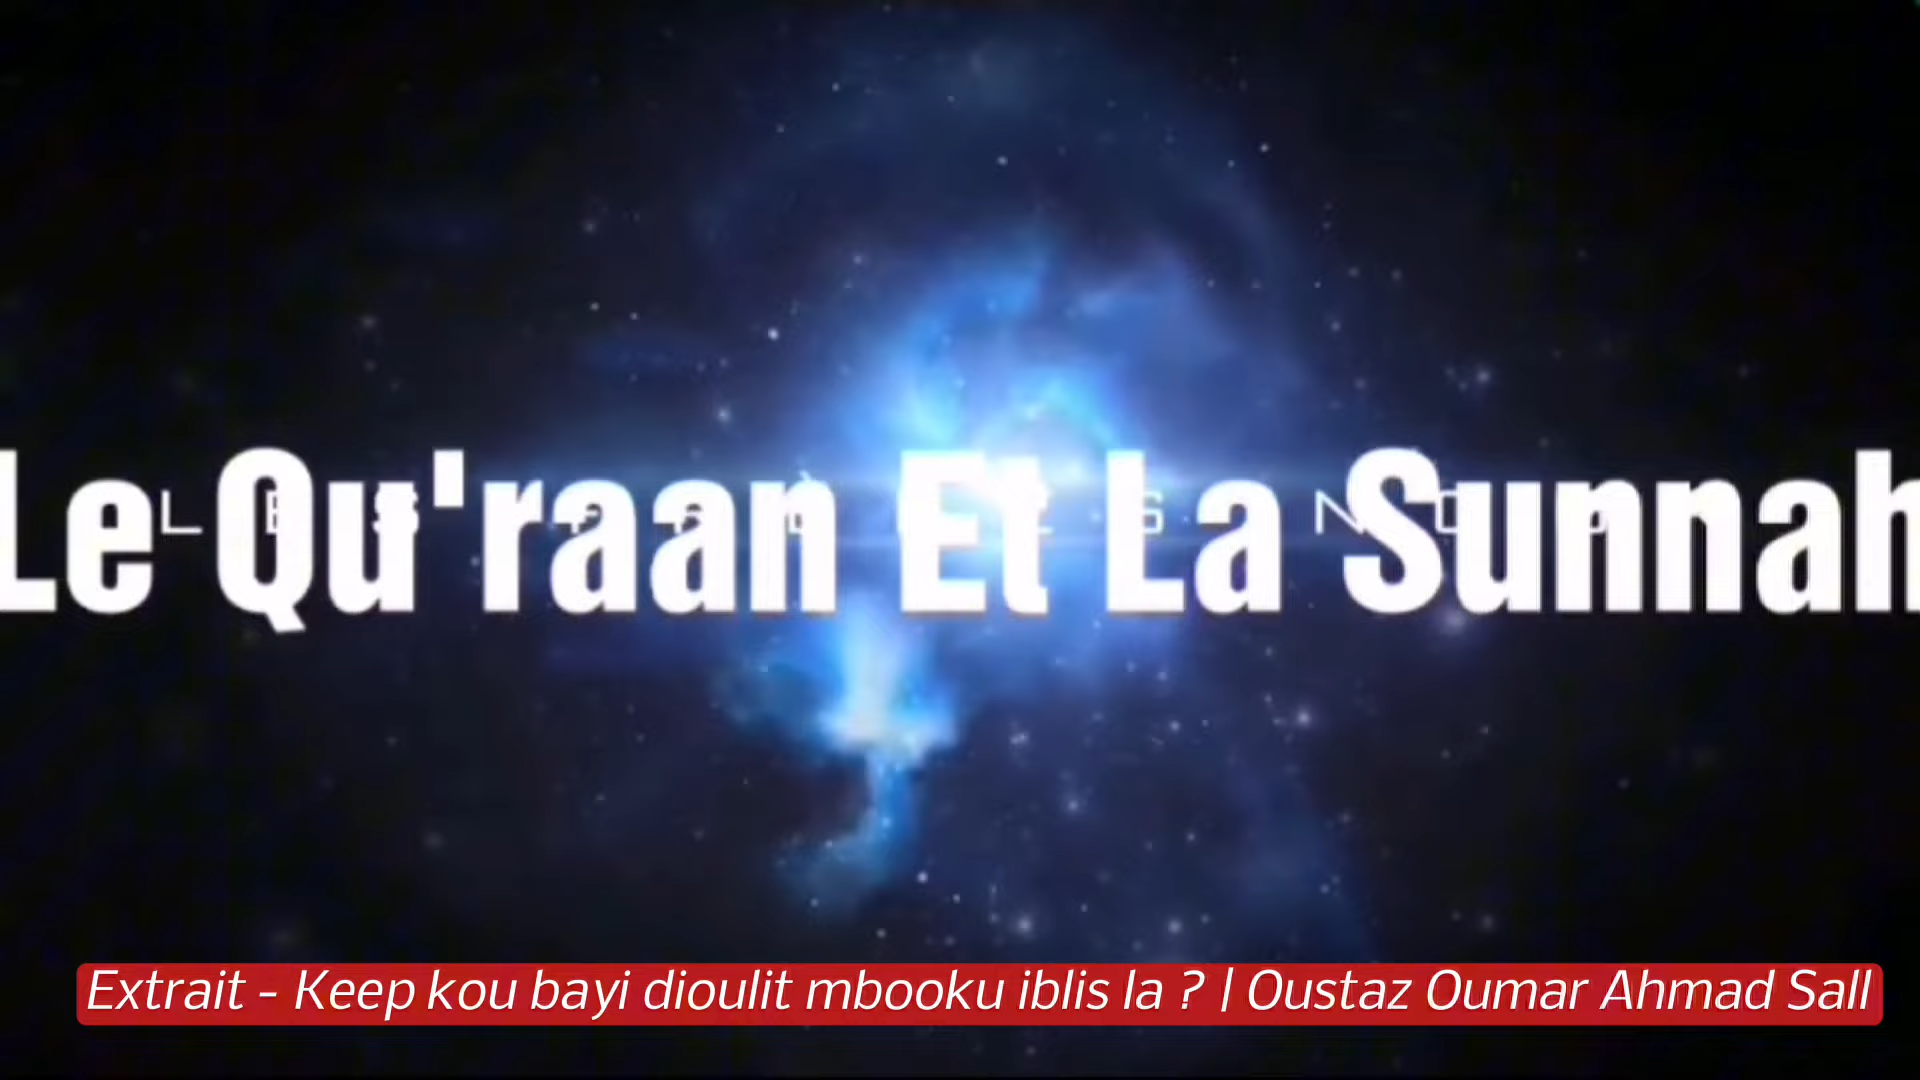 Le Qu'raan Et La Sunnah
Extrait - Keep kou bayi dioulit mbooku iblis la ? | Oustaz Oumar Ahmad Sall